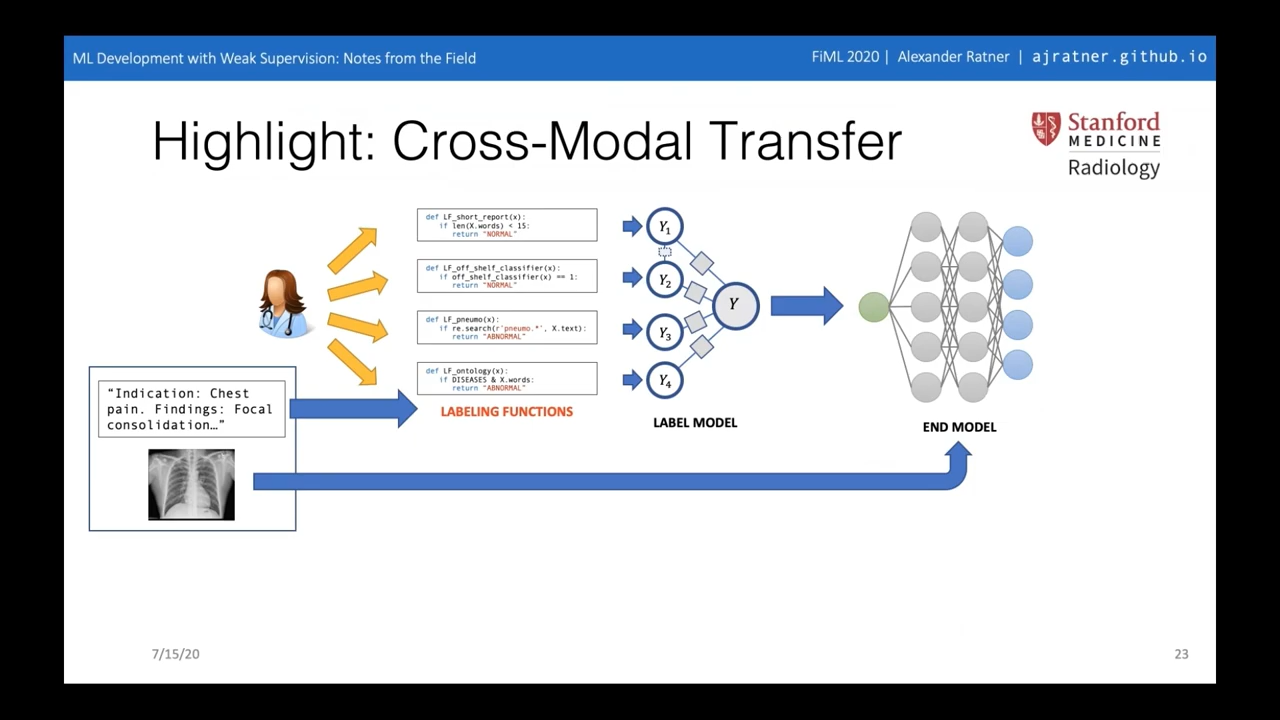 ML Development with Weak Supervision: Notes from the Field
FiML 2020 | Alexander Ratner | ajratner.github.io
Highlight: Cross-Modal Transfer
Stanford
MEDICINE
Radiology
def LF_short_report(x):
if len(X.words) < 15:
return "NORMAL"
def LF_off_shelf_classifier(x):
if off_shelf_classifier(x) == 1:
return "NORMAL"
def LF_pneumo(x):
if re.search(r'pneumo.*', X.text):
return "ABNORMAL"
def LF_ontology(x):
if DISEASES & X.words:
return "ABNORMAL"
LABELING FUNCTIONS
Y₁
Y₂
Y₃
Y₄
Y
LABEL MODEL
END MODEL
“Indication: Chest
pain. Findings: Focal
consolidation…”
7/15/20
23